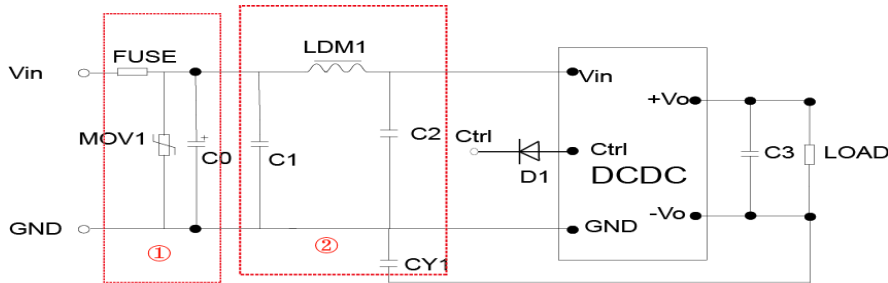 FUSE
LDM1
Vin
Vin
+Vo
MOV1
C0
+
C1
C2
Ctrl
Ctrl
D1
DCDC
C3
LOAD
GND
GND
-Vo
①
②
CY1